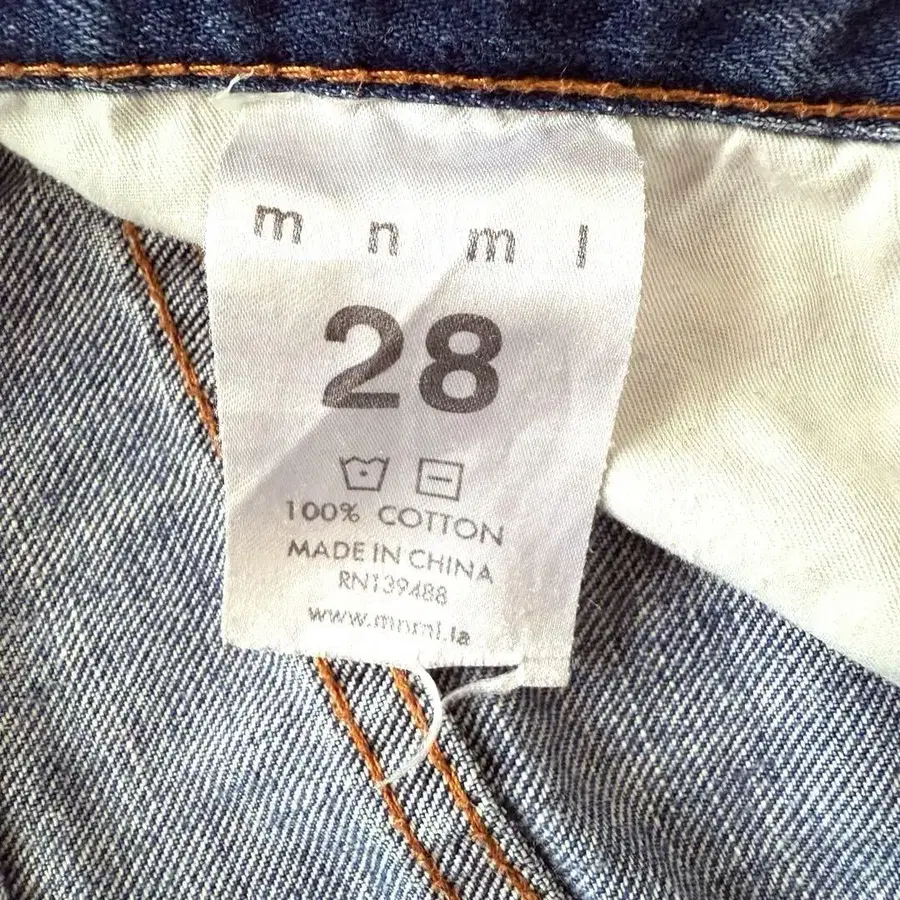 m n m l
28
100% COTTON
MADE IN CHINA
RN139488
www.mnml.la